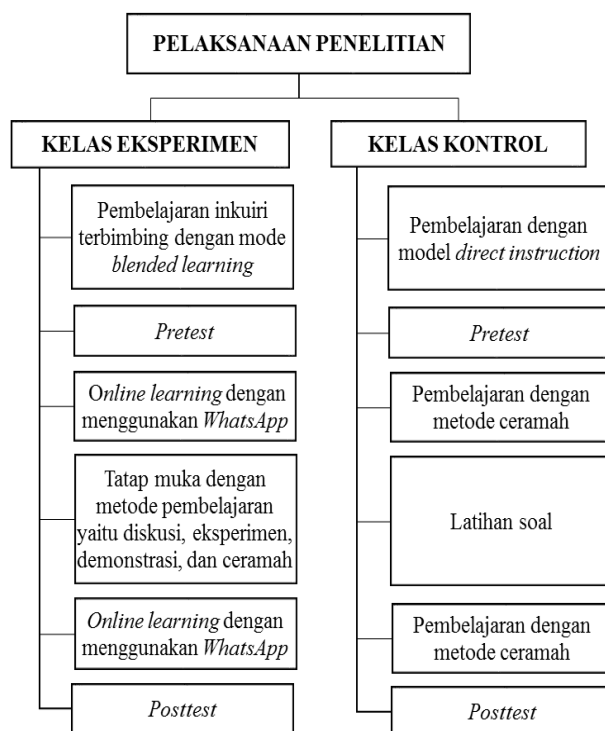 PELAKSANAAN PENELITIAN
KELAS EKSPERIMEN
Pembelajaran inkuiri
terbimbing dengan mode
blended learning
Pretest
Online learning dengan
menggunakan WhatsApp
Tatap muka dengan
metode pembelajaran
yaitu diskusi, eksperimen,
demonstrasi, dan ceramah
Online learning dengan
menggunakan WhatsApp
Posttest
KELAS KONTROL
Pembelajaran dengan
model direct instruction
Pretest
Pembelajaran dengan
metode ceramah
Latihan soal
Pembelajaran dengan
metode ceramah
Posttest